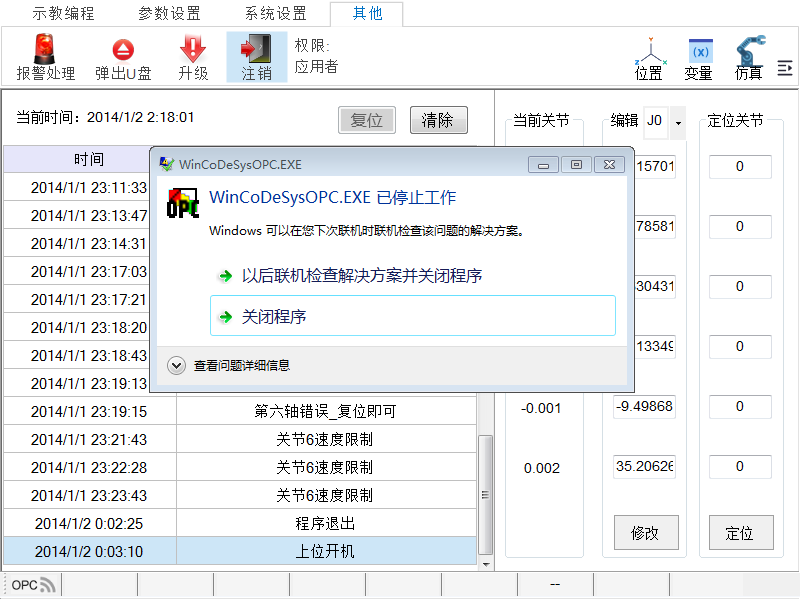 示教编程 参数设置 系统设置 其他
报警处理 弹出U盘 升级 注销 权限:
应用者
位置 变量 仿真
当前时间：2014/1/2 2:18:01 复位 清除
当前关节 编辑 J0 定位关节
时间
WinCoDeSysOPC.EXE
OPC
WinCoDeSysOPC.EXE 已停止工作
Windows 可以在您下次联机时联机检查该问题的解决方案。
以后联机检查解决方案并关闭程序
关闭程序
查看问题详细信息
2014/1/1 23:11:33 15701 0
2014/1/1 23:13:47
2014/1/1 23:14:31 78581 0
2014/1/1 23:17:03
2014/1/1 23:17:21 30431 0
2014/1/1 23:18:20
2014/1/1 23:18:43 13349 0
2014/1/1 23:19:13
2014/1/1 23:19:15 第六轴错误_复位即可 -0.001 -9.49868 0
2014/1/1 23:21:43 关节6速度限制
2014/1/1 23:22:28 关节6速度限制 0.002 35.20626 0
2014/1/1 23:23:43 关节6速度限制
2014/1/2 0:02:25 程序退出 修改 定位
2014/1/2 0:03:10 上位开机
OPC --